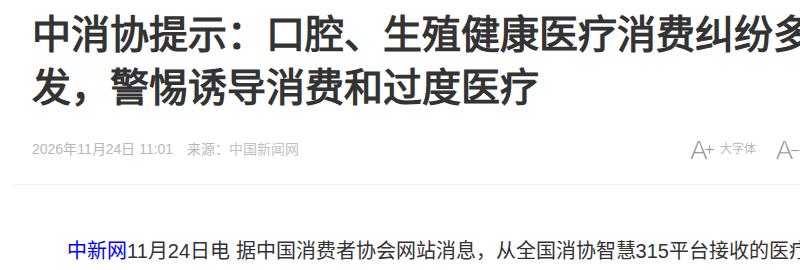 中消协提示：口腔、生殖健康医疗消费纠纷多
发，警惕诱导消费和过度医疗
2026年11月24日 11:01 来源：中国新闻网
A+ 大字体 A-
中新网11月24日电 据中国消费者协会网站消息，从全国消协智慧315平台接收的医疗